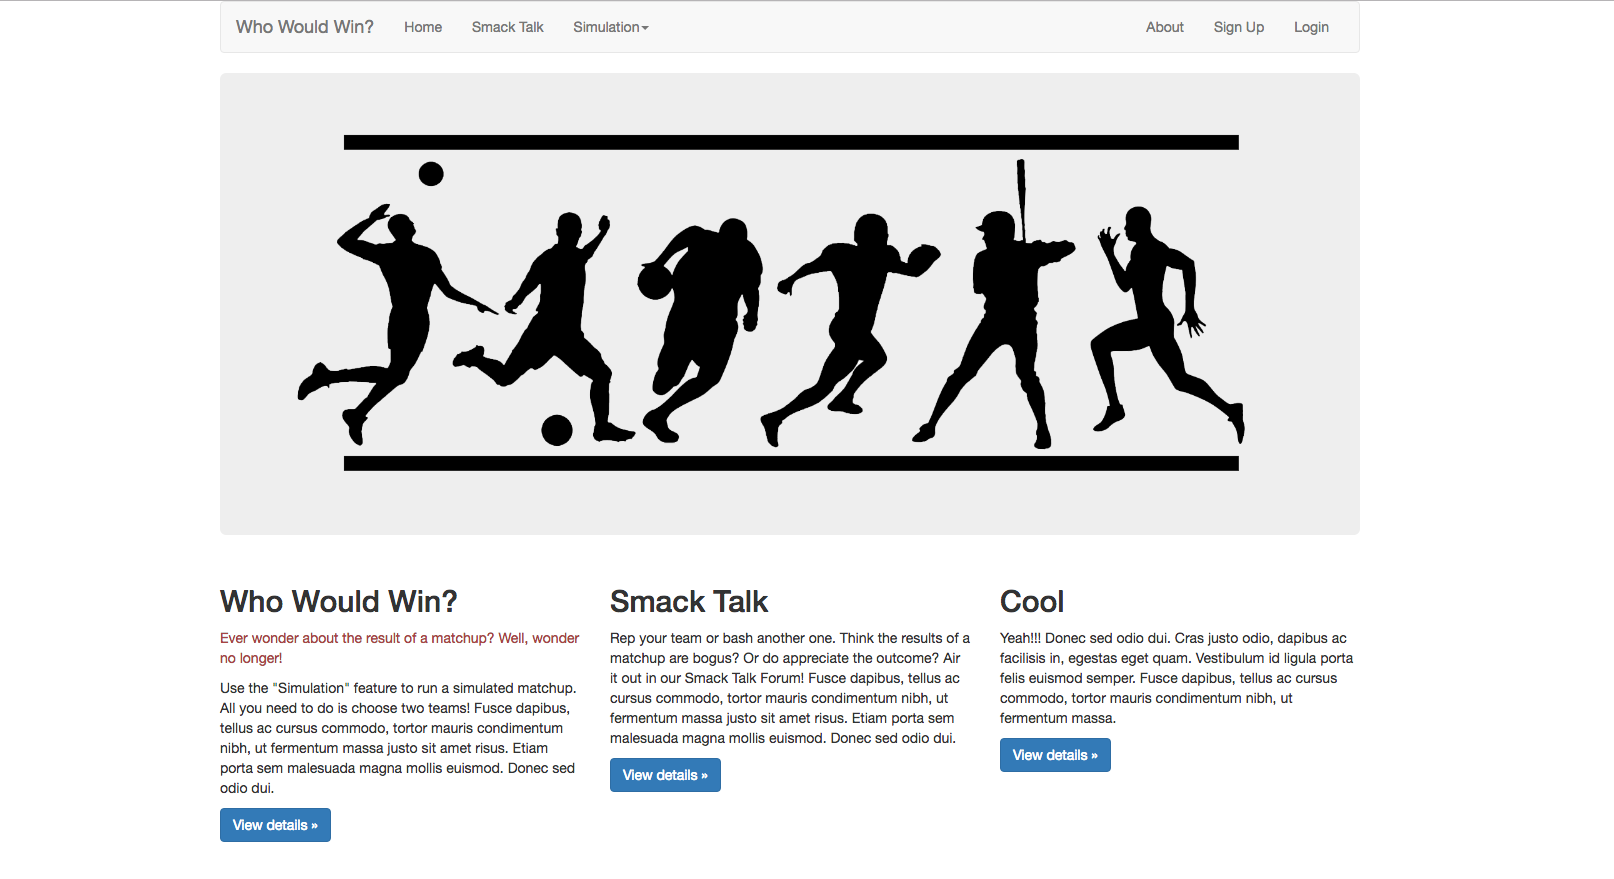 Who Would Win? Home Smack Talk Simulation About Sign Up Login
Who Would Win?
Ever wonder about the result of a matchup? Well, wonder
no longer!
Use the "Simulation" feature to run a simulated matchup.
All you need to do is choose two teams! Fusce dapibus,
tellus ac cursus commodo, tortor mauris condimentum
nibh, ut fermentum massa justo sit amet risus. Etiam
porta sem malesuada magna mollis euismod. Donec sed
odio dui.
View details »
Smack Talk
Rep your team or bash another one. Think the results of a
matchup are bogus? Or do appreciate the outcome? Air
it out in our Smack Talk Forum! Fusce dapibus, tellus ac
cursus commodo, tortor mauris condimentum nibh, ut
fermentum massa justo sit amet risus. Etiam porta sem
malesuada magna mollis euismod. Donec sed odio dui.
View details »
Cool
Yeah!!! Donec sed odio dui. Cras justo odio, dapibus ac
facilisis in, egestas eget quam. Vestibulum id ligula porta
felis euismod semper. Fusce dapibus, tellus ac cursus
commodo, tortor mauris condimentum nibh, ut
fermentum massa.
View details »